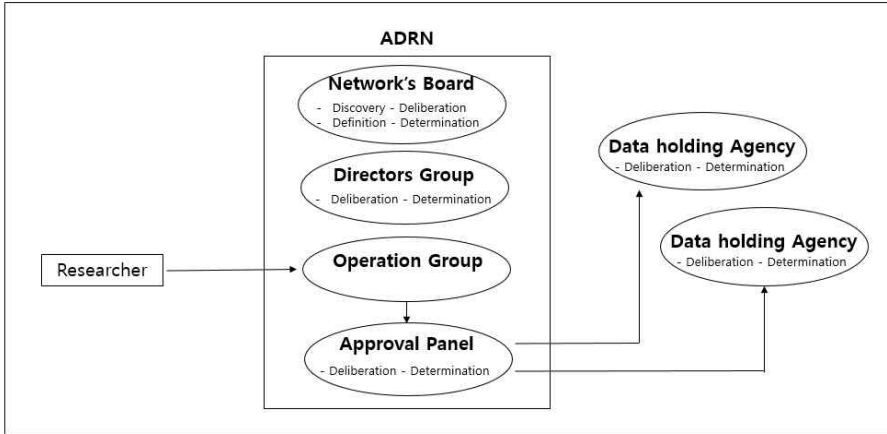 ADRN
Network's Board
- Discovery - Deliberation
- Definition - Determination
Directors Group
- Deliberation - Determination
Operation Group
Approval Panel
- Deliberation - Determination
Researcher
Data holding Agency
- Deliberation - Determination
Data holding Agency
- Deliberation - Determination